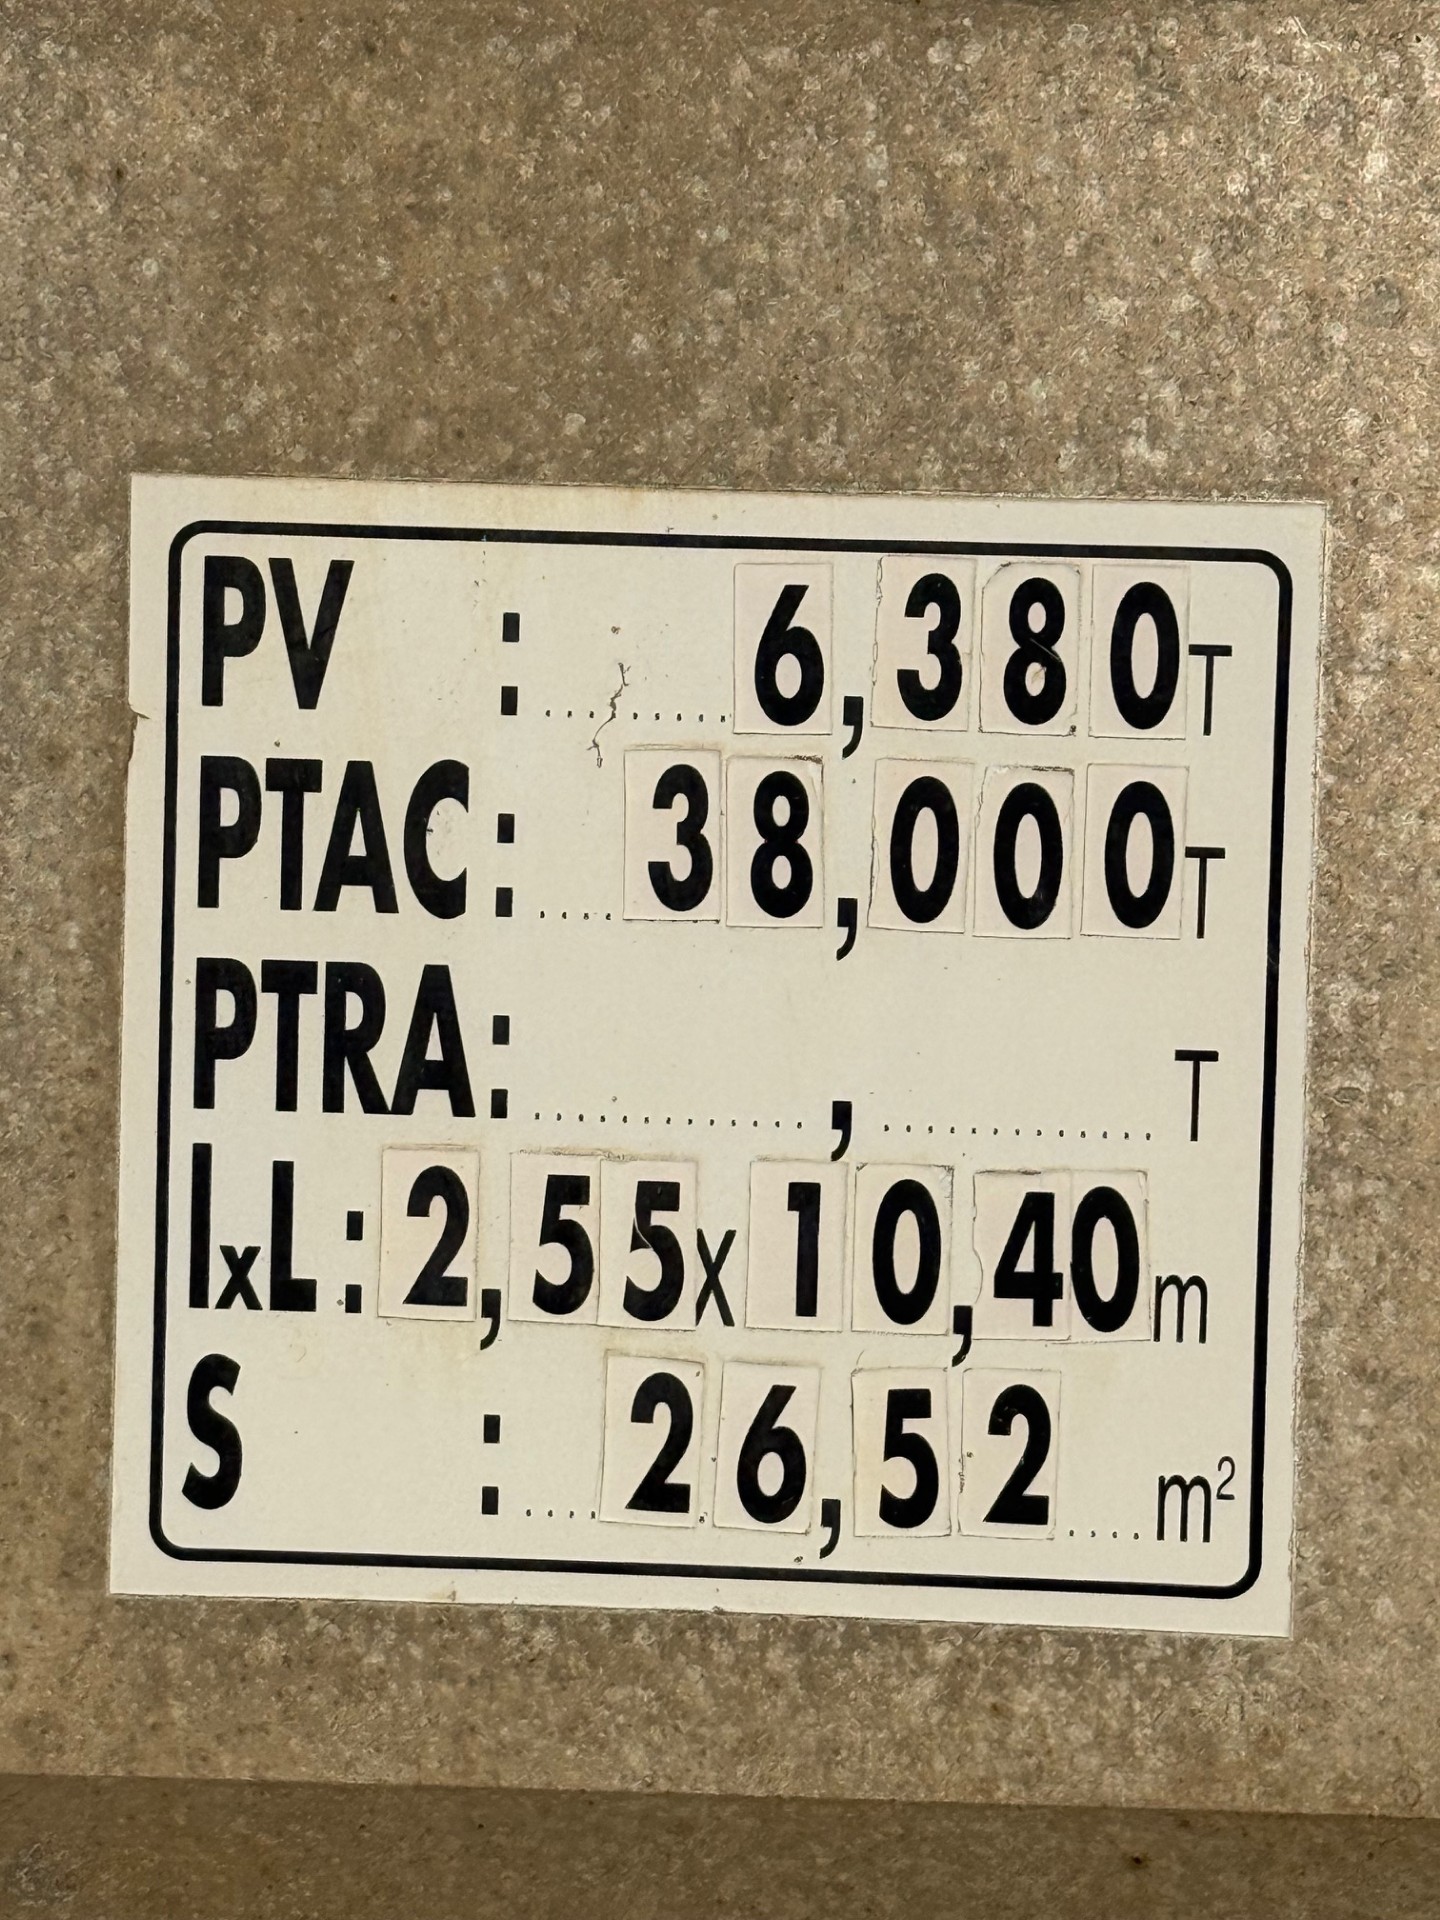 PV : 6,380 T
PTAC : 38,000 T
PTRA : , T
lxL : 2,55 x 10,40 m
S : 26,52 m²